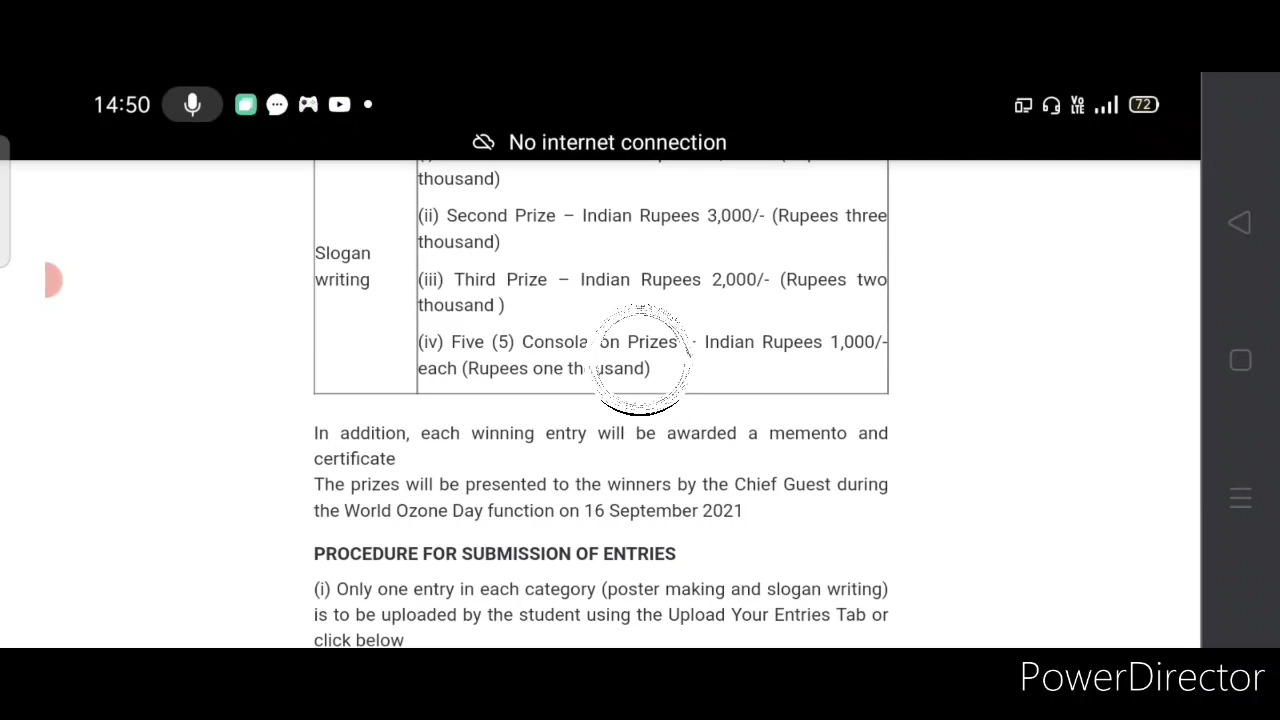 14:50
Vo
LTE
72
No internet connection
thousand)
(ii) Second Prize – Indian Rupees 3,000/- (Rupees three
thousand)
Slogan
writing
(iii) Third Prize – Indian Rupees 2,000/- (Rupees two
thousand )
(iv) Five (5) Consolation Prizes - Indian Rupees 1,000/-
each (Rupees one thousand)
In addition, each winning entry will be awarded a memento and
certificate
The prizes will be presented to the winners by the Chief Guest during
the World Ozone Day function on 16 September 2021
PROCEDURE FOR SUBMISSION OF ENTRIES
(i) Only one entry in each category (poster making and slogan writing)
is to be uploaded by the student using the Upload Your Entries Tab or
click below
PowerDirector